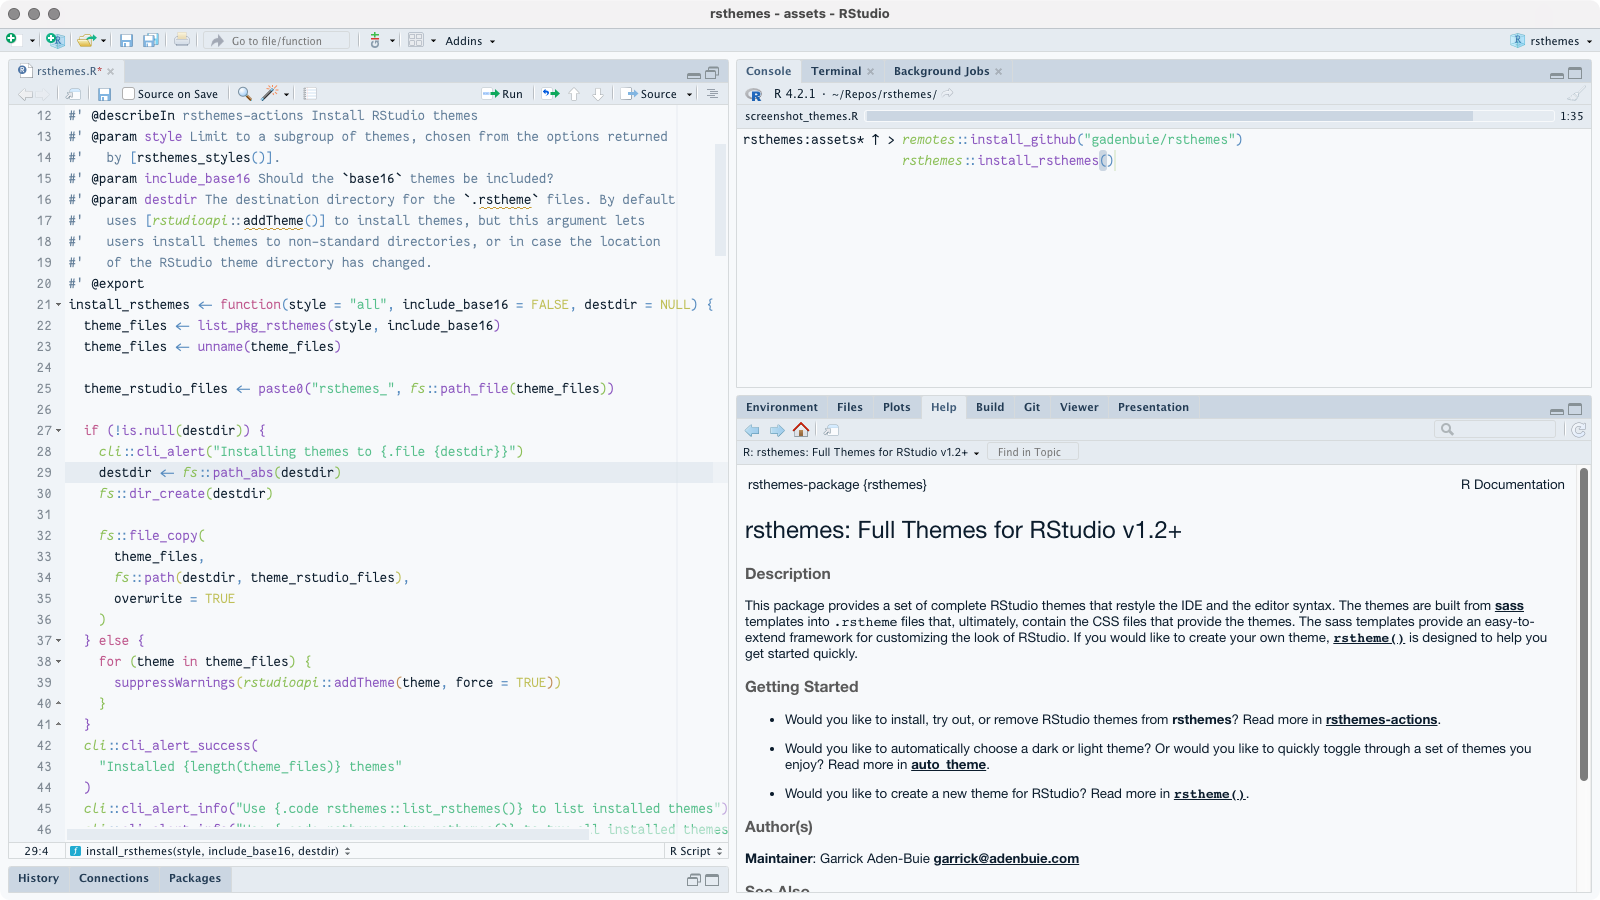 rsthemes - assets - RStudio
Go to file/function
Addins
rsthemes
rsthemes.R*
Source on Save
Run
Source
12 #' @describeIn rsthemes-actions Install RStudio themes
13 #' @param style Limit to a subgroup of themes, chosen from the options returned
14 #'   by [rsthemes_styles()].
15 #' @param include_base16 Should the `base16` themes be included?
16 #' @param destdir The destination directory for the `.rstheme` files. By default
17 #'   uses [rstudioapi::addTheme()] to install themes, but this argument lets
18 #'   users install themes to non-standard directories, or in case the location
19 #'   of the RStudio theme directory has changed.
20 #' @export
21 install_rsthemes <- function(style = "all", include_base16 = FALSE, destdir = NULL) {
22   theme_files <- list_pkg_rsthemes(style, include_base16)
23   theme_files <- unname(theme_files)
24
25   theme_rstudio_files <- paste0("rsthemes_", fs::path_file(theme_files))
26
27   if (!is.null(destdir)) {
28     cli::cli_alert("Installing themes to {.file {destdir}}")
29     destdir <- fs::path_abs(destdir)
30     fs::dir_create(destdir)
31
32     fs::file_copy(
33       theme_files,
34       fs::path(destdir, theme_rstudio_files),
35       overwrite = TRUE
36     )
37   } else {
38     for (theme in theme_files) {
39       suppressWarnings(rstudioapi::addTheme(theme, force = TRUE))
40     }
41   }
42   cli::cli_alert_success(
43     "Installed {length(theme_files)} themes"
44   )
45   cli::cli_alert_info("Use {.code rsthemes::list_rsthemes()} to list installed themes")
46
29:4 install_rsthemes(style, include_base16, destdir) R Script
History Connections Packages
Console Terminal Background Jobs
R 4.2.1 · ~/Repos/rsthemes/
screenshot_themes.R 1:35
rsthemes:assets* ↑ > remotes::install_github("gadenbuie/rsthemes")
rsthemes::install_rsthemes()
Environment Files Plots Help Build Git Viewer Presentation
R: rsthemes: Full Themes for RStudio v1.2+ Find in Topic
rsthemes-package {rsthemes} R Documentation
rsthemes: Full Themes for RStudio v1.2+
Description
This package provides a set of complete RStudio themes that restyle the IDE and the editor syntax. The themes are built from sass
templates into .rstheme files that, ultimately, contain the CSS files that provide the themes. The sass templates provide an easy-to-
extend framework for customizing the look of RStudio. If you would like to create your own theme, rstheme() is designed to help you
get started quickly.
Getting Started
• Would you like to install, try out, or remove RStudio themes from rsthemes? Read more in rsthemes-actions.
• Would you like to automatically choose a dark or light theme? Or would you like to quickly toggle through a set of themes you
enjoy? Read more in auto_theme.
• Would you like to create a new theme for RStudio? Read more in rstheme().
Author(s)
Maintainer: Garrick Aden-Buie garrick@adenbuie.com
See Also